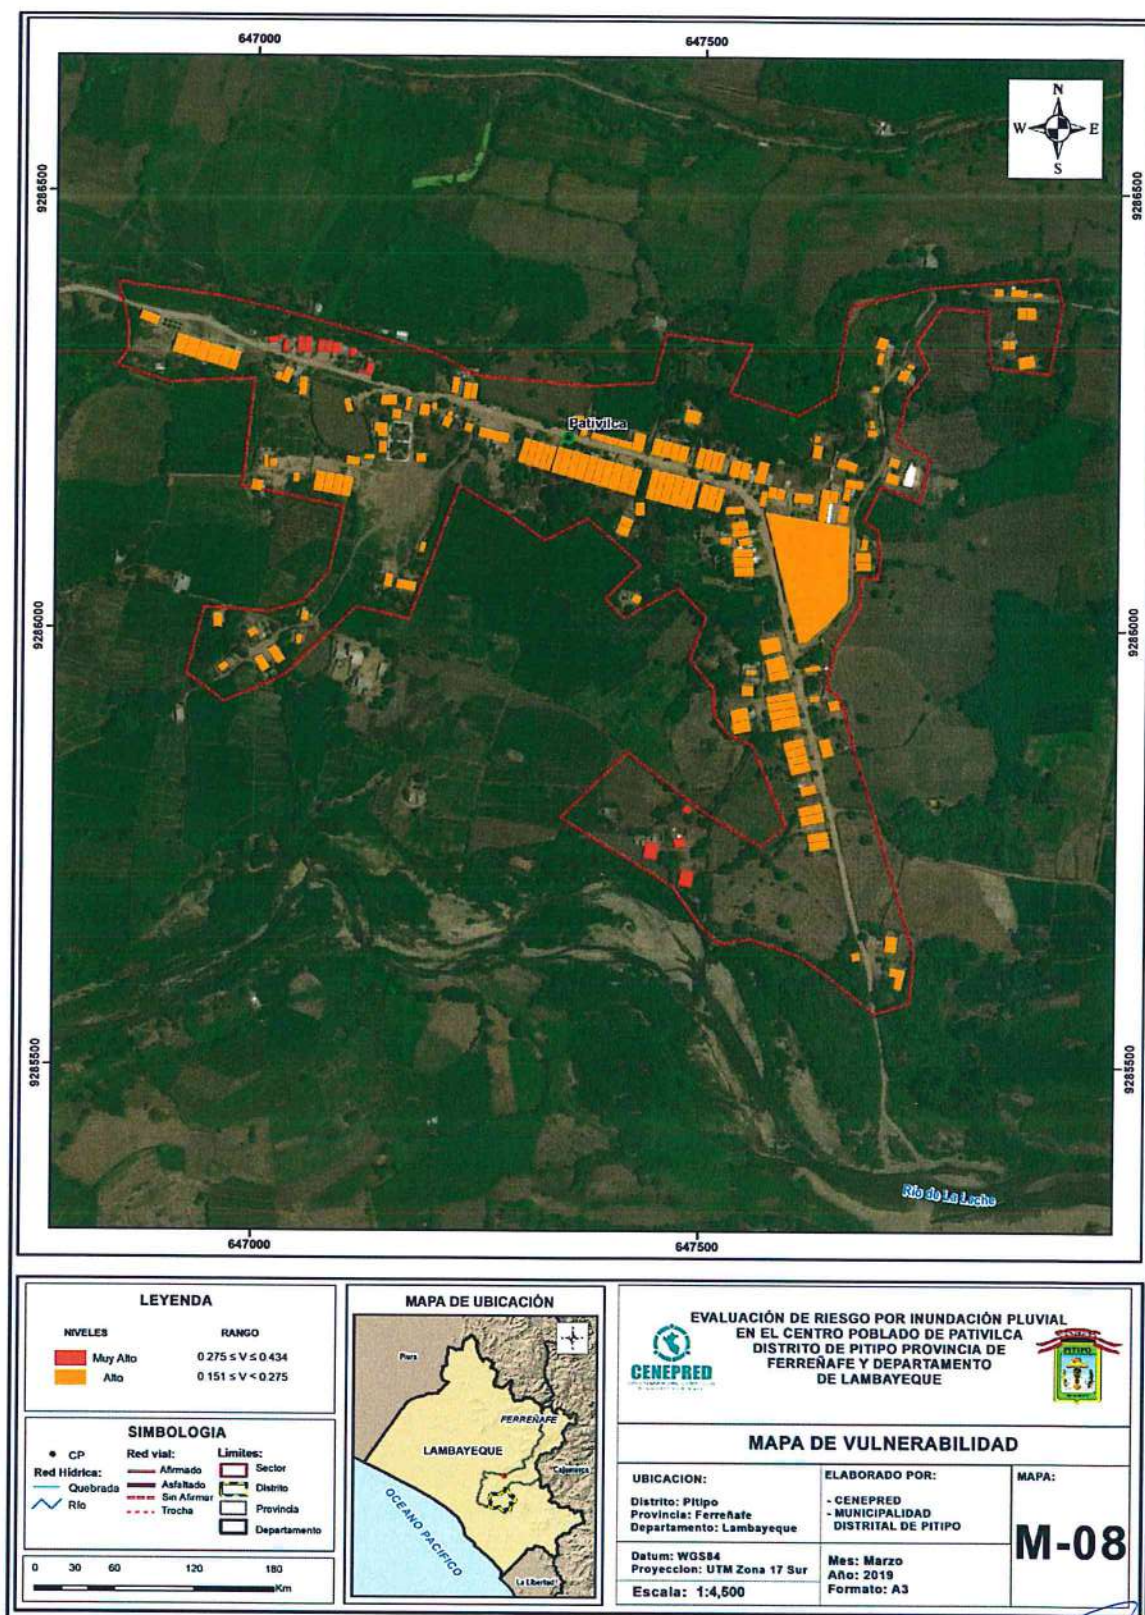 647000
647500
9286500
9286500
N
W E
S
Pativilca
9286000
9286000
9285500
9285500
Río de La Leche
647000
647500
LEYENDA
NIVELES RANGO
Muy Alto 0.275 ≤ V ≤ 0.434
Alto 0.151 ≤ V < 0.275
SIMBOLOGIA
CP
Red Hídrica:
Quebrada
Río
Red vial:
Afirmado
Asfaltado
Sin Afirmar
Trocha
Limites:
Sector
Distrito
Provincia
Departamento
0 30 60 120 180
Km
MAPA DE UBICACIÓN
Piura
FERREÑAFE
LAMBAYEQUE
Cajamarca
OCEANO PACIFICO
La Libertad
CENEPRED
EVALUACIÓN DE RIESGO POR INUNDACIÓN PLUVIAL
EN EL CENTRO POBLADO DE PATIVILCA
DISTRITO DE PITIPO PROVINCIA DE
FERREÑAFE Y DEPARTAMENTO
DE LAMBAYEQUE
PITIPO
MAPA DE VULNERABILIDAD
UBICACION:
Distrito: Pitipo
Provincia: Ferreñafe
Departamento: Lambayeque
ELABORADO POR:
- CENEPRED
- MUNICIPALIDAD
DISTRITAL DE PITIPO
MAPA:
M-08
Datum: WGS84
Proyeccion: UTM Zona 17 Sur
Escala: 1:4,500
Mes: Marzo
Año: 2019
Formato: A3